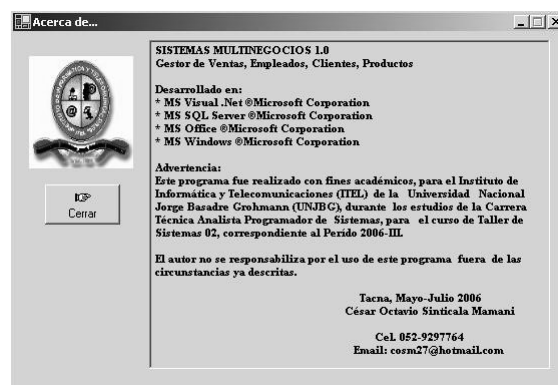 Acerca de...
SISTEMAS MULTINEGOCIOS 1.0
Gestor de Ventas, Empleados, Clientes, Productos
Desarrollado en:
* MS Visual .Net ©Microsoft Corporation
* MS SQL Server ©Microsoft Corporation
* MS Office ©Microsoft Corporation
* MS Windows ©Microsoft Corporation
Advertencia:
Este programa fue realizado con fines académicos, para el Instituto de
Informática y Telecomunicaciones (ITEL) de la Universidad Nacional
Jorge Basadre Grohmann (UNJBG), durante los estudios de la Carrera
Técnica Analista Programador de Sistemas, para el curso de Taller de
Sistemas 02, correspondiente al Perído 2006-III.
El autor no se responsabiliza por el uso de este programa fuera de las
circunstancias ya descritas.
Tacna, Mayo-Julio 2006
César Octavio Sinticala Mamani
Cel. 052-9297764
Email: cosm27@hotmail.com
Cerrar